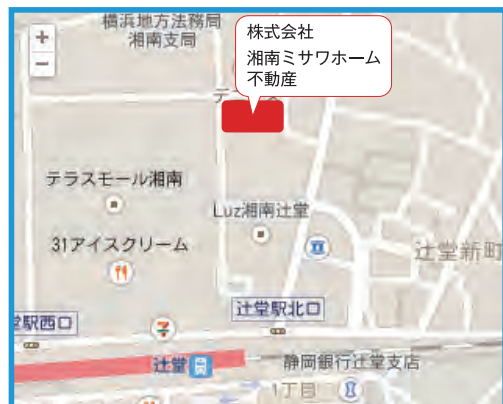 横浜地方法務局
湘南支局
株式会社
湘南ミサワホーム
不動産
テラスモール湘南
Luz湘南辻堂
31アイスクリーム
辻堂新町
辻堂駅北口
堂駅西口
辻堂
静岡銀行辻堂支店
1丁目